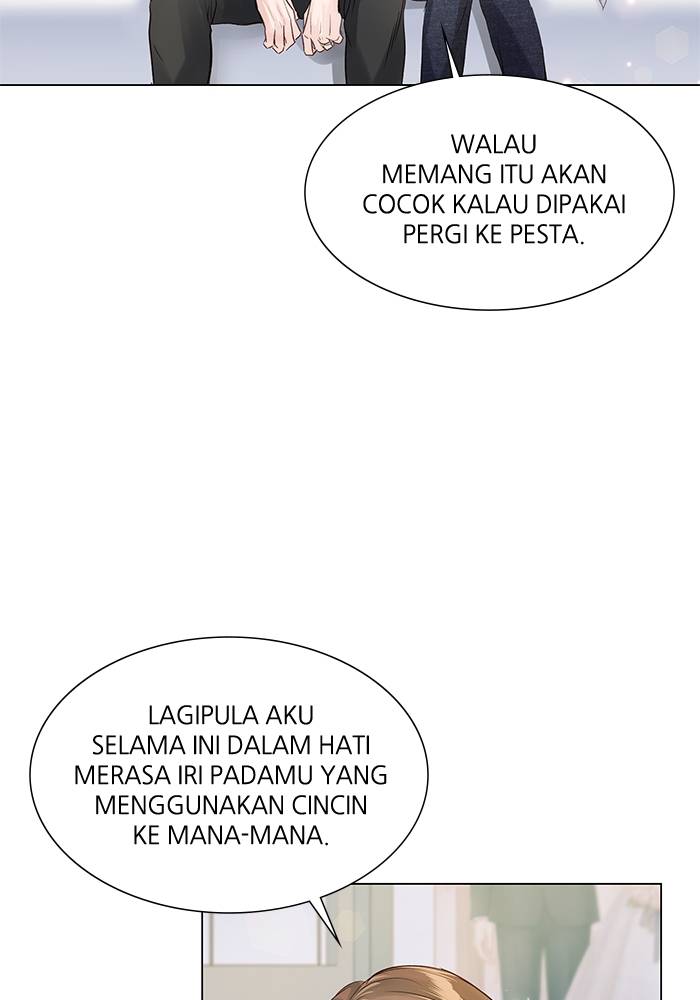 WALAU
MEMANG ITU AKAN
COCOK KALAU DIPAKAI
PERGI KE PESTA.
LAGIPULA AKU
SELAMA INI DALAM HATI
MERASA IRI PADAMU YANG
MENGGUNAKAN CINCIN
KE MANA-MANA.